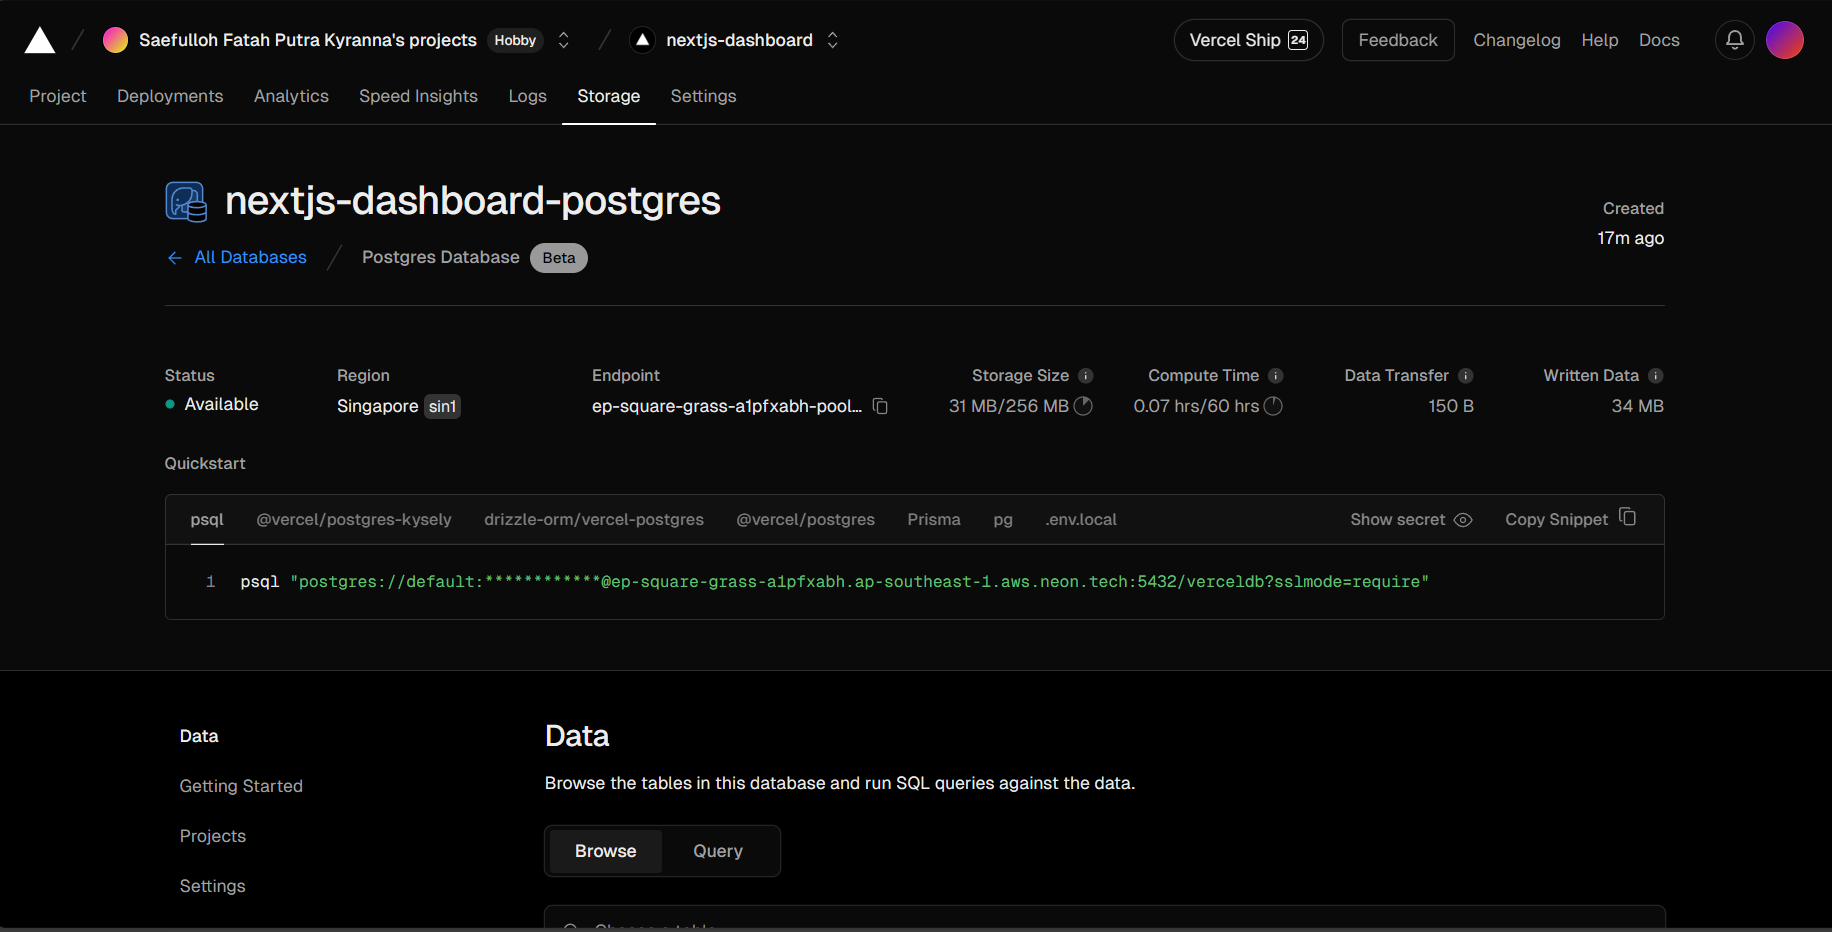 Saefulloh Fatah Putra Kyranna's projects Hobby nextjs-dashboard Vercel Ship 24 Feedback Changelog Help Docs
Project Deployments Analytics Speed Insights Logs Storage Settings
nextjs-dashboard-postgres
Created
17m ago
← All Databases / Postgres Database Beta
Status Region Endpoint Storage Size Compute Time Data Transfer Written Data
Available Singapore sin1 ep-square-grass-a1pfxabh-pool... 31 MB/256 MB 0.07 hrs/60 hrs 150 B 34 MB
Quickstart
psql @vercel/postgres-kysely drizzle-orm/vercel-postgres @vercel/postgres Prisma pg .env.local Show secret Copy Snippet
1 psql "postgres://default:************@ep-square-grass-a1pfxabh.ap-southeast-1.aws.neon.tech:5432/verceldb?sslmode=require"
Data
Getting Started
Projects
Settings
Data
Browse the tables in this database and run SQL queries against the data.
Browse Query
Choose a table